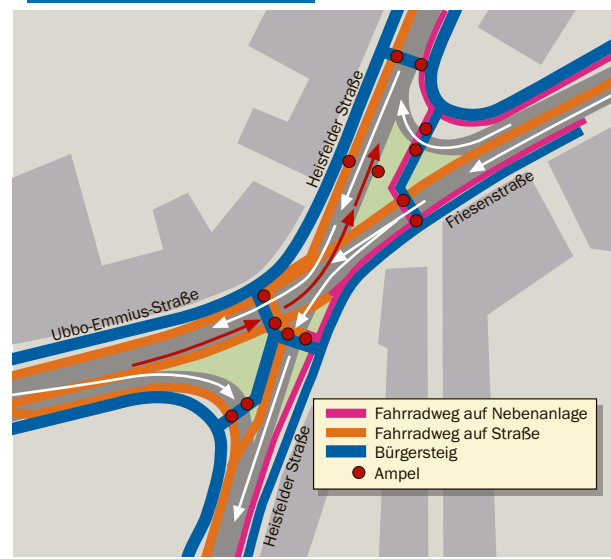 Heisfelder Straße
Friesenstraße
Ubbo-Emmius-Straße
Heisfelder Straße
Fahrradweg auf Nebenanlage
Fahrradweg auf Straße
Bürgersteig
Ampel